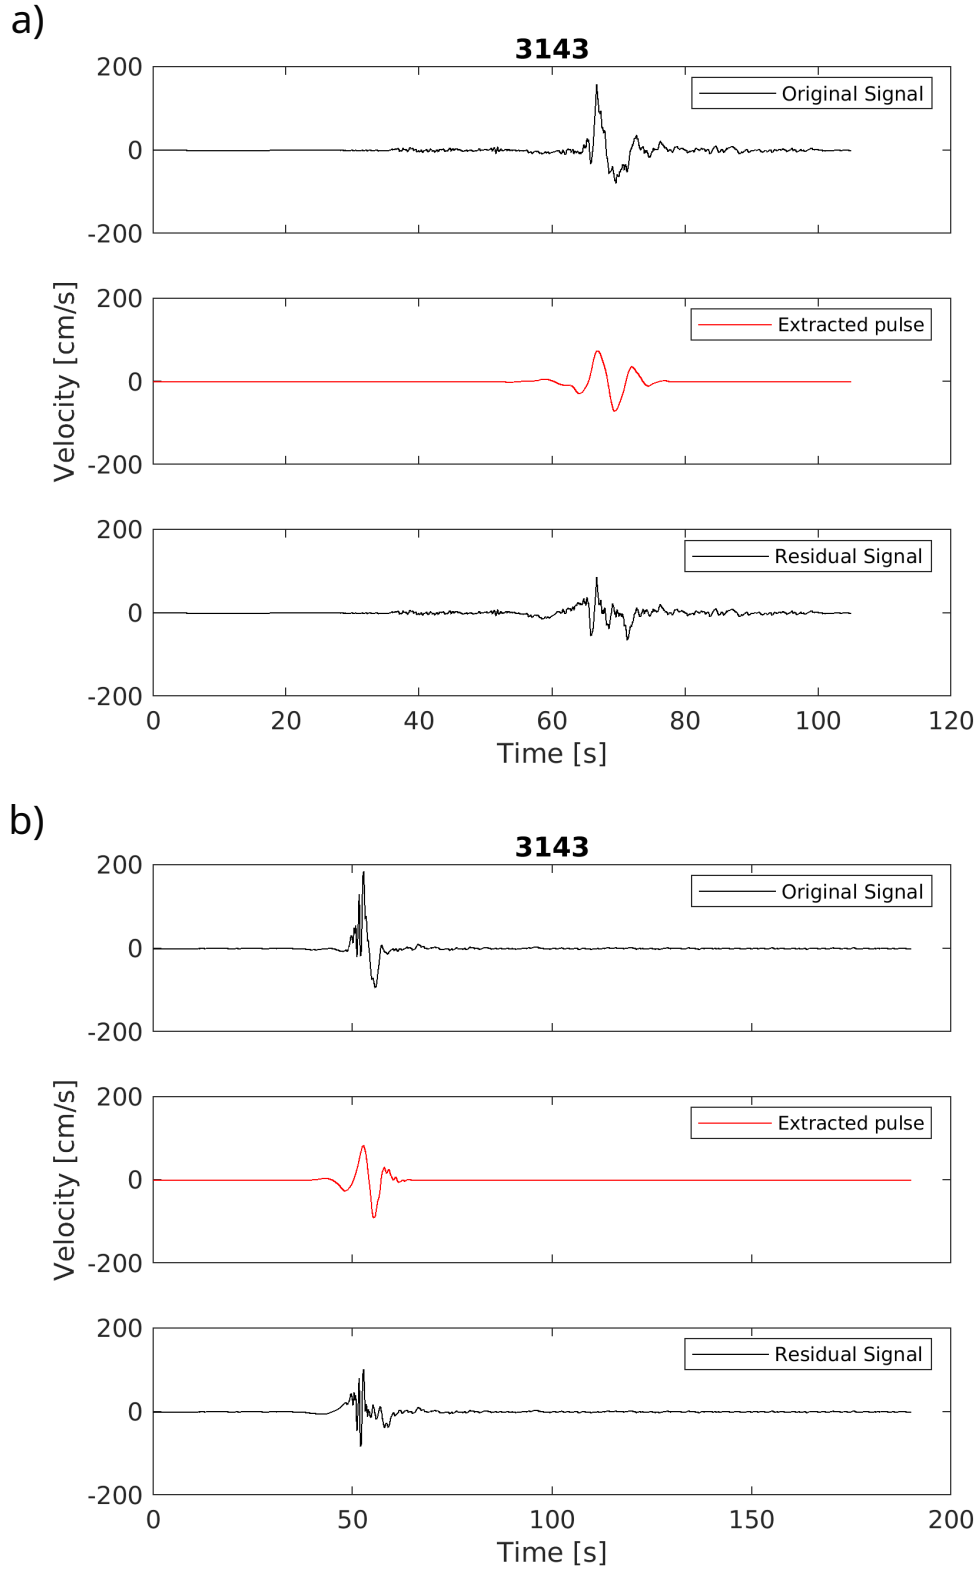 a)
3143
200
Original Signal
0
-200
200
Extracted pulse
0
-200
Velocity [cm/s]
200
Residual Signal
0
-200
0 20 40 60 80 100 120
Time [s]
b)
3143
200
Original Signal
0
-200
200
Extracted pulse
0
-200
Velocity [cm/s]
200
Residual Signal
0
-200
0 50 100 150 200
Time [s]